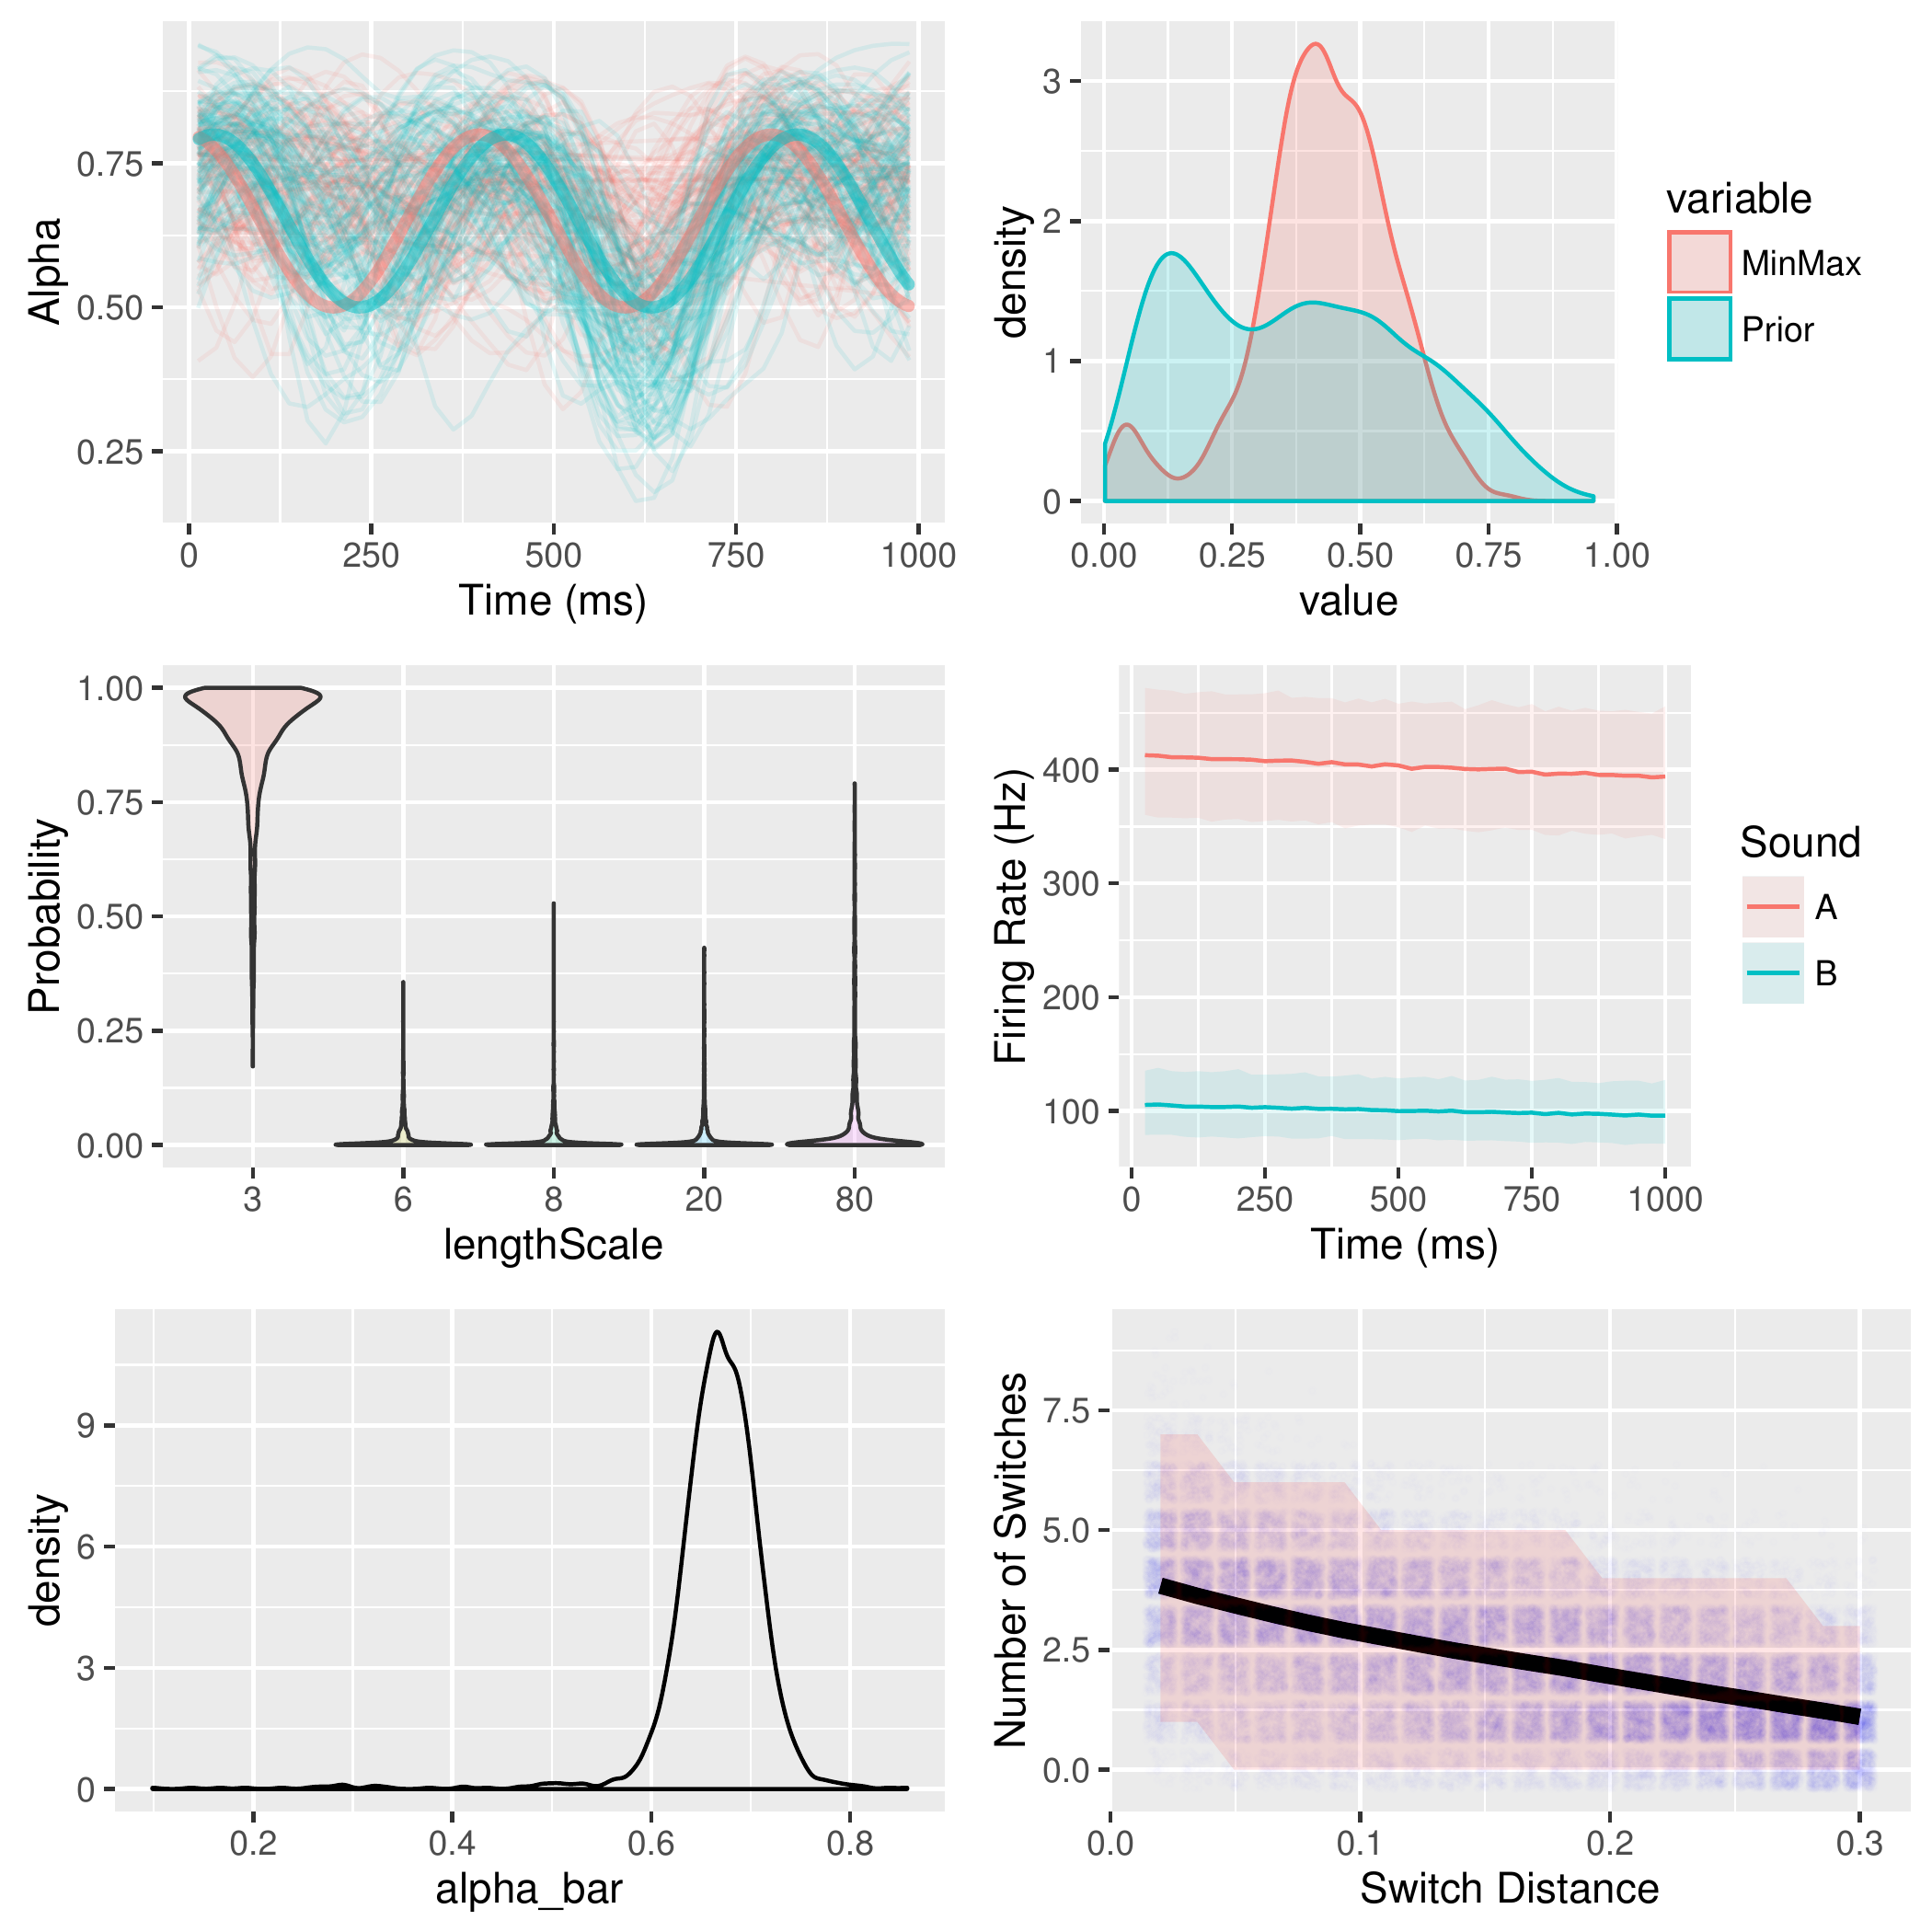 0.75
0.50
0.25
Alpha
0 250 500 750 1000
Time (ms)
3
2
1
0
density
0.00 0.25 0.50 0.75 1.00
value
variable
MinMax
Prior
1.00
0.75
0.50
0.25
0.00
Probability
3 6 8 20 80
lengthScale
400
300
200
100
Firing Rate (Hz)
0 250 500 750 1000
Time (ms)
Sound
A
B
9
6
3
0
density
0.2 0.4 0.6 0.8
alpha_bar
7.5
5.0
2.5
0.0
Number of Switches
0.0 0.1 0.2 0.3
Switch Distance